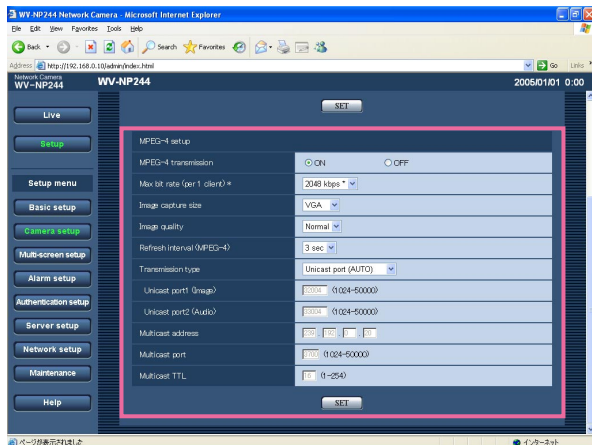 WV-NP244 Network Camera - Microsoft Internet Explorer
File Edit View Favorites Tools Help
Back Search Favorites
Address http://192.168.0.10/admin/index.html Go Links
Network Camera
WV-NP244 WV-NP244 2005/01/01 0:00
SET
Live
Setup
Setup menu
Basic setup
Camera setup
Multi-screen setup
Alarm setup
Authentication setup
Server setup
Network setup
Maintenance
Help
MPEG-4 setup
MPEG-4 transmission ON OFF
Max bit rate (per 1 client) * 2048 kbps *
Image capture size VGA
Image quality Normal
Refresh interval (MPEG-4) 3 sec
Transmission type Unicast port (AUTO)
Unicast port1 (Image) 32004 (1024-50000)
Unicast port2 (Audio) 33004 (1024-50000)
Multicast address 239 . 192 . 0 . 20
Multicast port 3700 (1024-50000)
Multicast TTL 16 (1-254)
SET
ページが表示されました インターネット